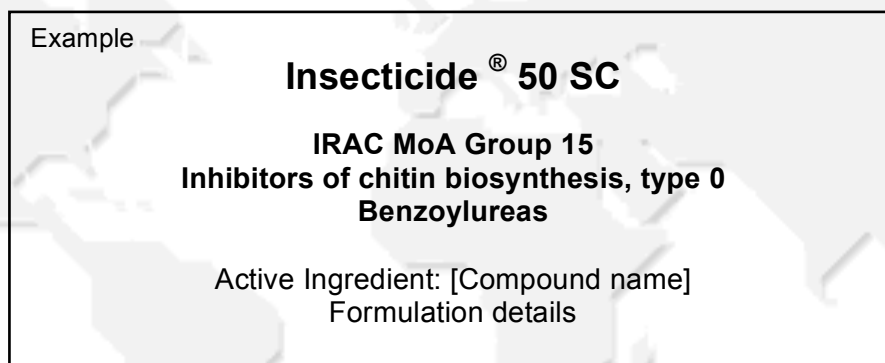 Example
Insecticide ® 50 SC
IRAC MoA Group 15
Inhibitors of chitin biosynthesis, type 0
Benzoylureas
Active Ingredient: [Compound name]
Formulation details